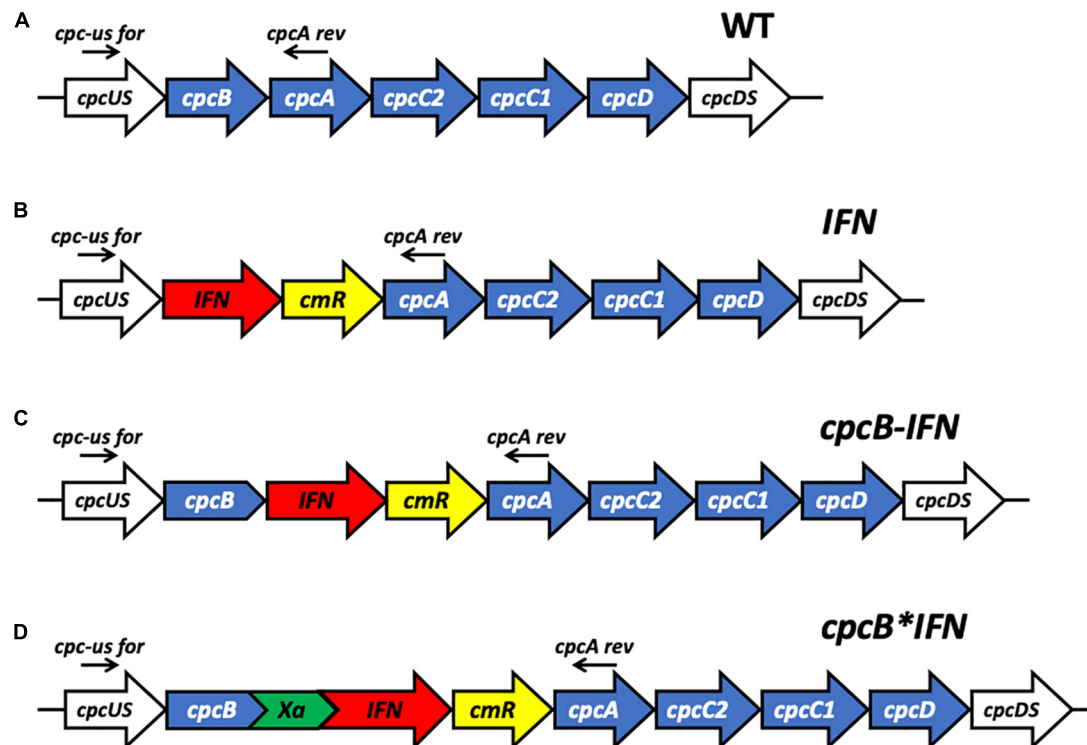 A
WT
cpc-us for
cpcA rev
cpcUS cpcB cpcA cpcC2 cpcC1 cpcD cpcDS
B
IFN
cpc-us for
cpcA rev
cpcUS IFN cmR cpcA cpcC2 cpcC1 cpcD cpcDS
C
cpcB-IFN
cpc-us for
cpcA rev
cpcUS cpcB IFN cmR cpcA cpcC2 cpcC1 cpcD cpcDS
D
cpcB*IFN
cpc-us for
cpcA rev
cpcUS cpcB Xa IFN cmR cpcA cpcC2 cpcC1 cpcD cpcDS